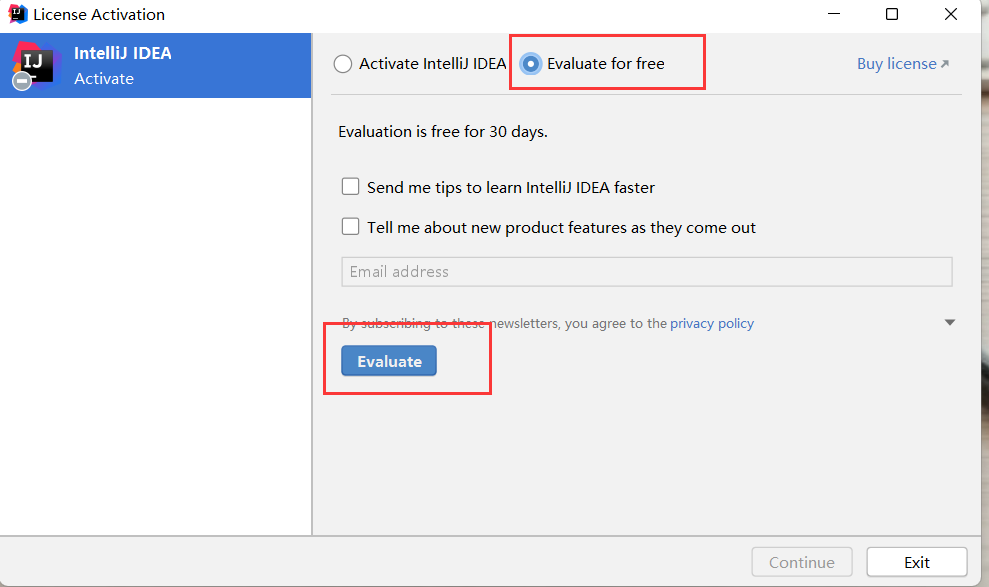 License Activation
IntelliJ IDEA
Activate
Activate IntelliJ IDEA Evaluate for free Buy license
Evaluation is free for 30 days.
Send me tips to learn IntelliJ IDEA faster
Tell me about new product features as they come out
Email address
By subscribing to these newsletters, you agree to the privacy policy
Evaluate
Continue Exit